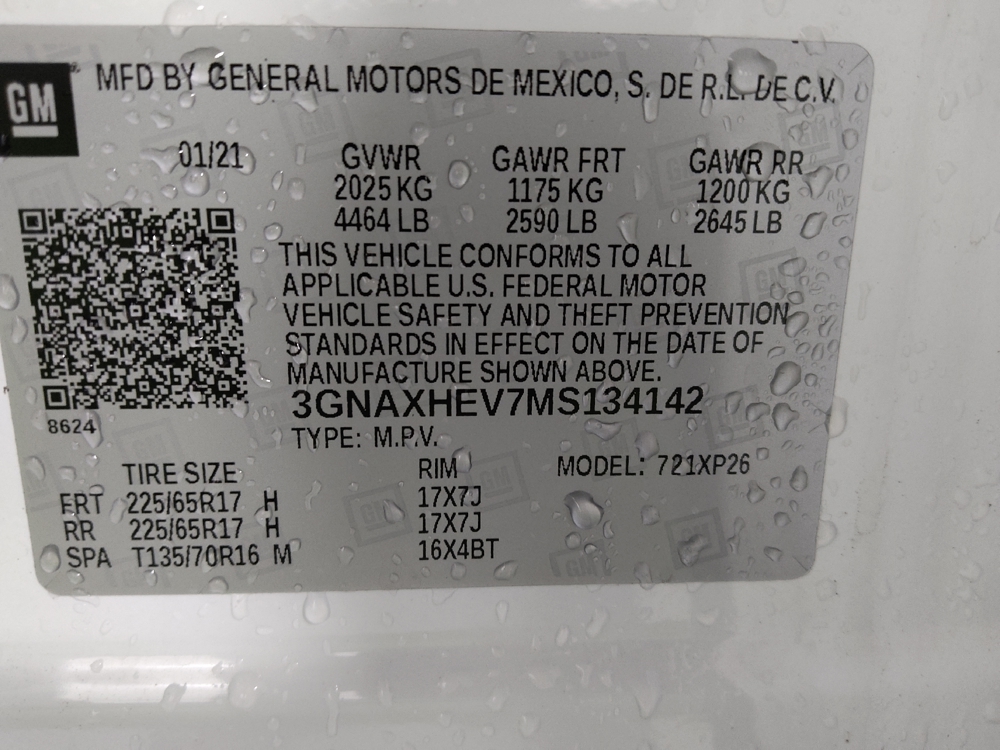 GM
MFD BY GENERAL MOTORS DE MEXICO, S. DE R.L. DE C.V.
01/21 GVWR GAWR FRT GAWR RR
2025 KG 1175 KG 1200 KG
4464 LB 2590 LB 2645 LB
THIS VEHICLE CONFORMS TO ALL
APPLICABLE U.S. FEDERAL MOTOR
VEHICLE SAFETY AND THEFT PREVENTION
STANDARDS IN EFFECT ON THE DATE OF
MANUFACTURE SHOWN ABOVE.
3GNAXHEV7MS134142
8624
TYPE: M.P.V.
TIRE SIZE RIM MODEL: 721XP26
FRT 225/65R17 H 17X7J
RR 225/65R17 H 17X7J
SPA T135/70R16 M 16X4BT